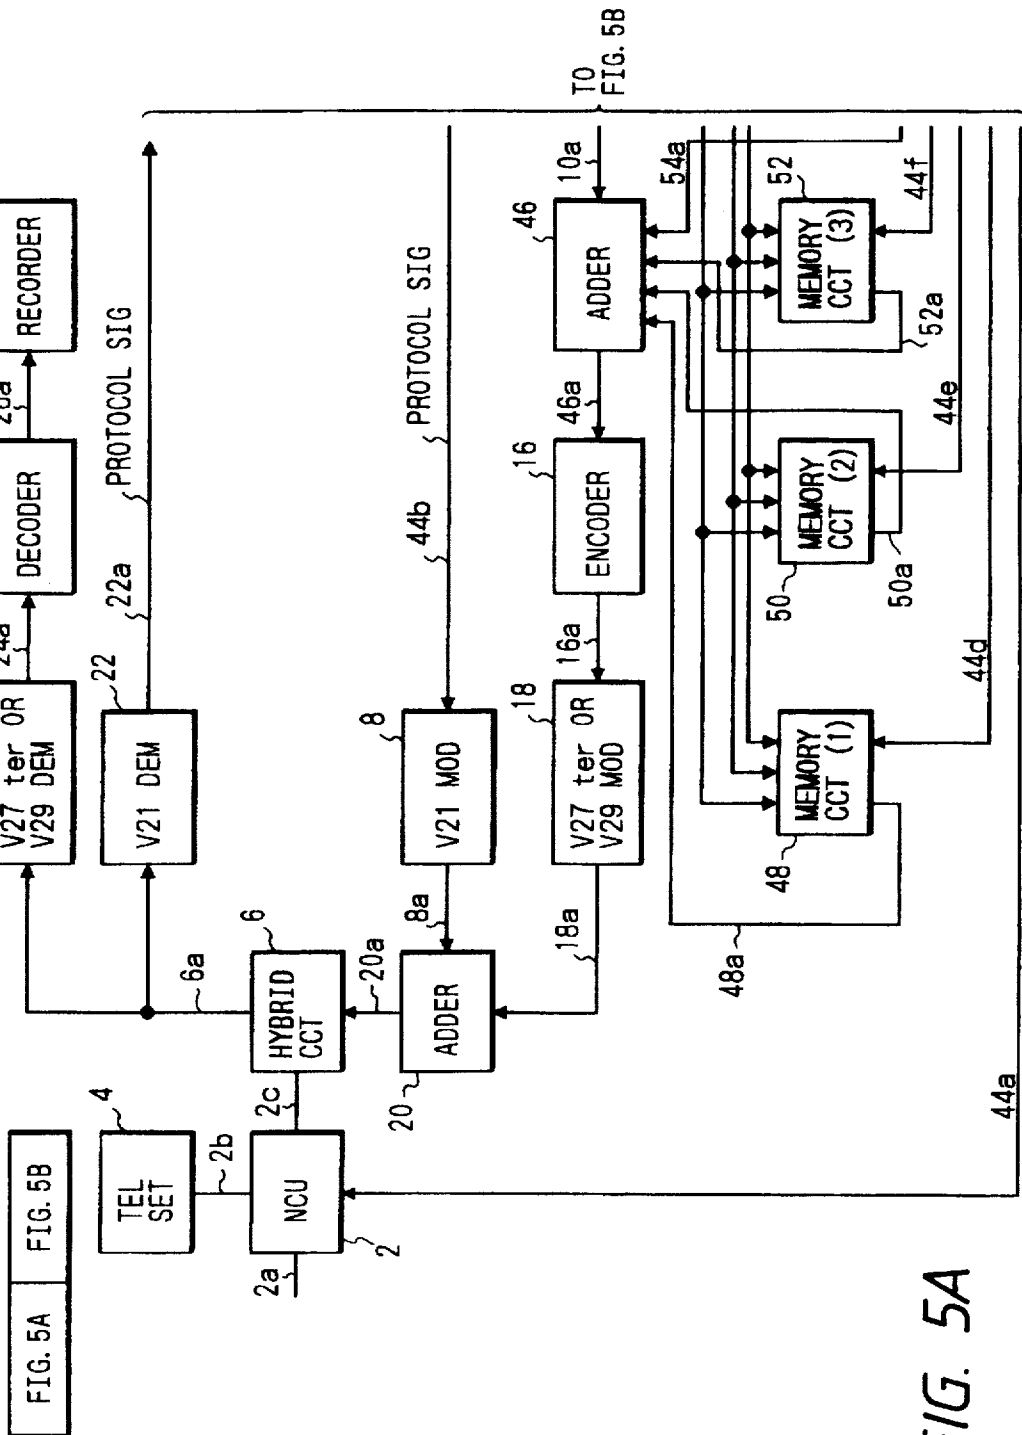 FIG. 5A
FIG. 5B
TEL
SET
4
2b
2a
NCU
2
2c
HYBRID
CCT
6
6a
20a
ADDER
20
8a
18a
V27 ter OR
V29 DEM
24a
DECODER
RECORDER
V21 DEM
22
22a
PROTOCOL SIG
V21 MOD
8
44b
PROTOCOL SIG
V27 ter OR
V29 MOD
18
16a
ENCODER
16
46a
ADDER
46
10a
TO
FIG. 5B
54a
MEMORY
CCT (1)
48
48a
MEMORY
CCT (2)
50
50a
MEMORY
CCT (3)
52
52a
44f
44e
44d
44a
FIG. 5A